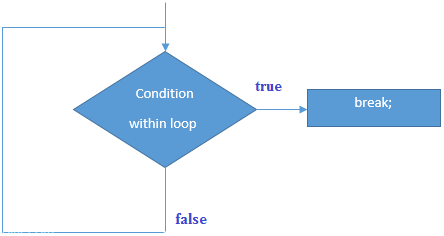 Condition
true
break;
within loop
false